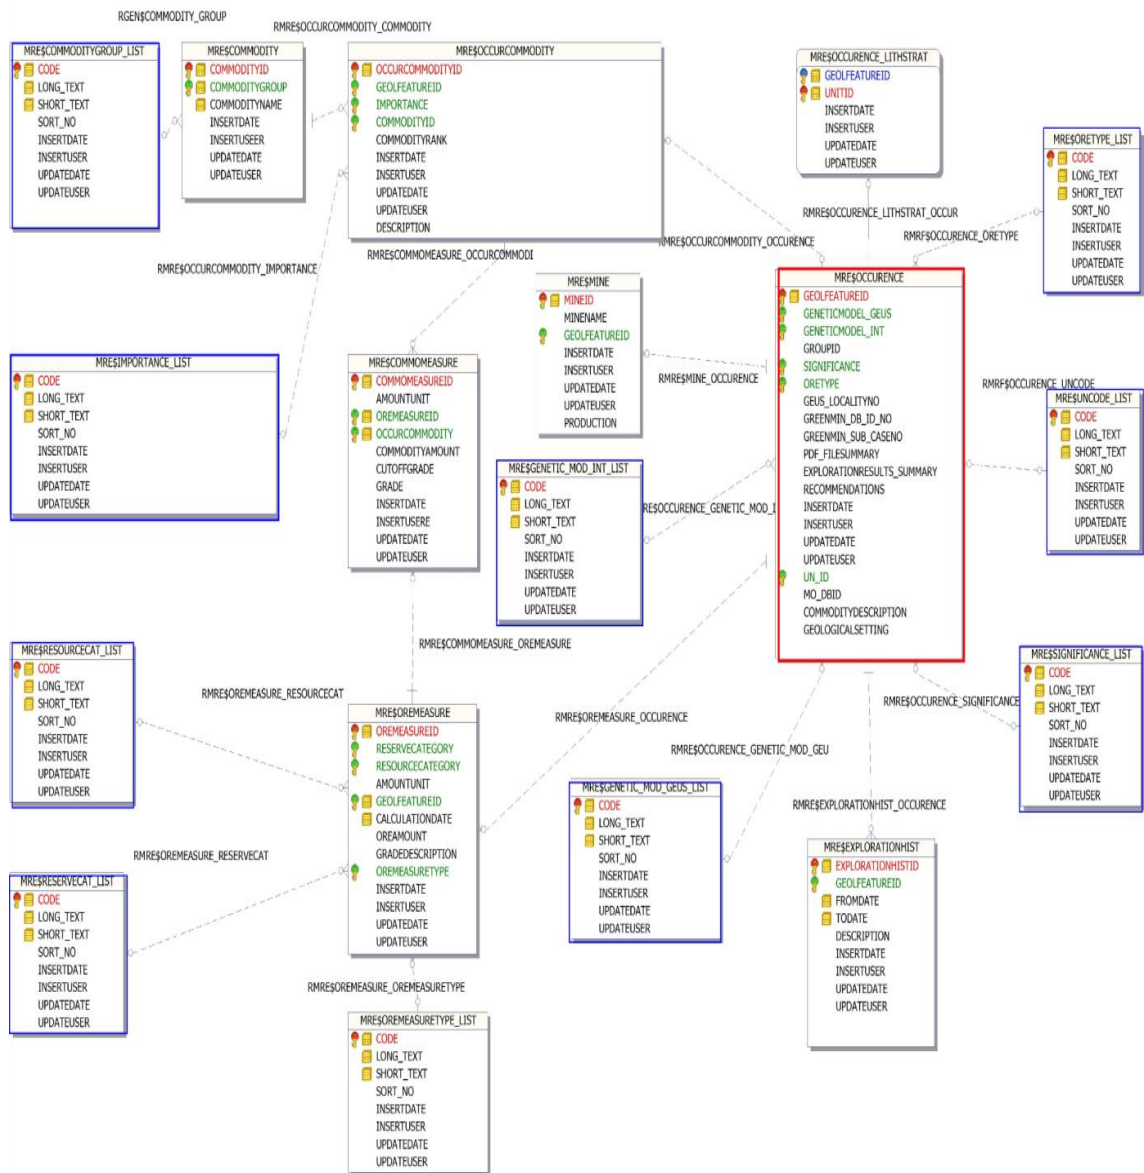 RGEN$COMMODITY_GROUP
RMRE$OCCURCOMMODITY_COMMODITY
MRE$COMMODITYGROUP_LIST
CODE
LONG_TEXT
SHORT_TEXT
SORT_NO
INSERTDATE
INSERTUSER
UPDATEDATE
UPDATEUSER
MRE$COMMODITY
COMMODITYID
COMMODITYGROUP
COMMODITYNAME
INSERTDATE
INSERTUSEER
UPDATEDATE
UPDATEUSER
MRE$OCCURCOMMODITY
OCCURCOMMODITYID
GEOLFEATUREID
IMPORTANCE
COMMODITYID
COMMODITYRANK
INSERTDATE
INSERTUSER
UPDATEDATE
UPDATEUSER
DESCRIPTION
MRE$OCCURENCE_LITHSTRAT
GEOLFEATUREID
UNITID
INSERTDATE
INSERTUSER
UPDATEDATE
UPDATEUSER
MRE$ORETYPE_LIST
CODE
LONG_TEXT
SHORT_TEXT
SORT_NO
INSERTDATE
INSERTUSER
UPDATEDATE
UPDATEUSER
RMRE$OCCURENCE_LITHSTRAT_OCCUR
RMRF$OCCURENCE_ORETYPE
RMRE$OCCURCOMMODITY_OCCURENCE
RMRE$COMMOMEASURE_OCCURCOMMODI
RMRE$OCCURCOMMODITY_IMPORTANCE
MRE$MINE
MINEID
MINENAME
GEOLFEATUREID
INSERTDATE
INSERTUSER
UPDATEDATE
UPDATEUSER
PRODUCTION
RMRE$MINE_OCCURENCE
MRE$OCCURENCE
GEOLFEATUREID
GENETICMODEL_GEUS
GENETICMODEL_INT
GROUPID
SIGNIFICANCE
ORETYPE
GEUS_LOCALITYNO
GREENMIN_DB_ID_NO
GREENMIN_SUB_CASENO
PDF_FILESUMMARY
EXPLORATIONRESULTS_SUMMARY
RECOMMENDATIONS
INSERTDATE
INSERTUSER
UPDATEDATE
UPDATEUSER
UN_ID
MO_DBID
COMMODITYDESCRIPTION
GEOLOGICALSETTING
RMRF$OCCURENCE_UNCODE
MRE$UNCODE_LIST
CODE
LONG_TEXT
SHORT_TEXT
SORT_NO
INSERTDATE
INSERTUSER
UPDATEDATE
UPDATEUSER
MRE$IMPORTANCE_LIST
CODE
LONG_TEXT
SHORT_TEXT
SORT_NO
INSERTDATE
INSERTUSER
UPDATEDATE
UPDATEUSER
MRE$COMMOMEASURE
COMMOMEASUREID
AMOUNTUNIT
OREMEASUREID
OCCURCOMMODITY
COMMODITYAMOUNT
CUTOFFGRADE
GRADE
INSERTDATE
INSERTUSERE
UPDATEDATE
UPDATEUSER
MRE$GENETIC_MOD_INT_LIST
CODE
LONG_TEXT
SHORT_TEXT
SORT_NO
INSERTDATE
INSERTUSER
UPDATEDATE
UPDATEUSER
RE$OCCURENCE_GENETIC_MOD_I
RMRE$COMMOMEASURE_OREMEASURE
MRE$RESOURCECAT_LIST
CODE
LONG_TEXT
SHORT_TEXT
SORT_NO
INSERTDATE
INSERTUSER
UPDATEDATE
UPDATEUSER
RMRE$OREMEASURE_RESOURCECAT
MRE$OREMEASURE
OREMEASUREID
RESERVECATEGORY
RESOURCECATEGORY
AMOUNTUNIT
GEOLFEATUREID
CALCULATIONDATE
OREAMOUNT
GRADEDESCRIPTION
OREMEASURETYPE
INSERTDATE
INSERTUSER
UPDATEDATE
UPDATEUSER
RMRE$OREMEASURE_OCCURENCE
RMRE$OCCURENCE_GENETIC_MOD_GEU
RMRE$OCCURENCE_SIGNIFICANCE
MRE$SIGNIFICANCE_LIST
CODE
LONG_TEXT
SHORT_TEXT
SORT_NO
INSERTDATE
INSERTUSER
UPDATEDATE
UPDATEUSER
MRE$GENETIC_MOD_GEUS_LIST
CODE
LONG_TEXT
SHORT_TEXT
SORT_NO
INSERTDATE
INSERTUSER
UPDATEDATE
UPDATEUSER
RMRE$EXPLORATIONHIST_OCCURENCE
MRE$EXPLORATIONHIST
EXPLORATIONHISTID
GEOLFEATUREID
FROMDATE
TODATE
DESCRIPTION
INSERTDATE
INSERTUSER
UPDATEDATE
UPDATEUSER
RMRE$OREMEASURE_RESERVECAT
MRE$RESERVECAT_LIST
CODE
LONG_TEXT
SHORT_TEXT
SORT_NO
INSERTDATE
INSERTUSER
UPDATEDATE
UPDATEUSER
RMRE$OREMEASURE_OREMEASURETYPE
MRE$OREMEASURETYPE_LIST
CODE
LONG_TEXT
SHORT_TEXT
SORT_NO
INSERTDATE
INSERTUSER
UPDATEDATE
UPDATEUSER